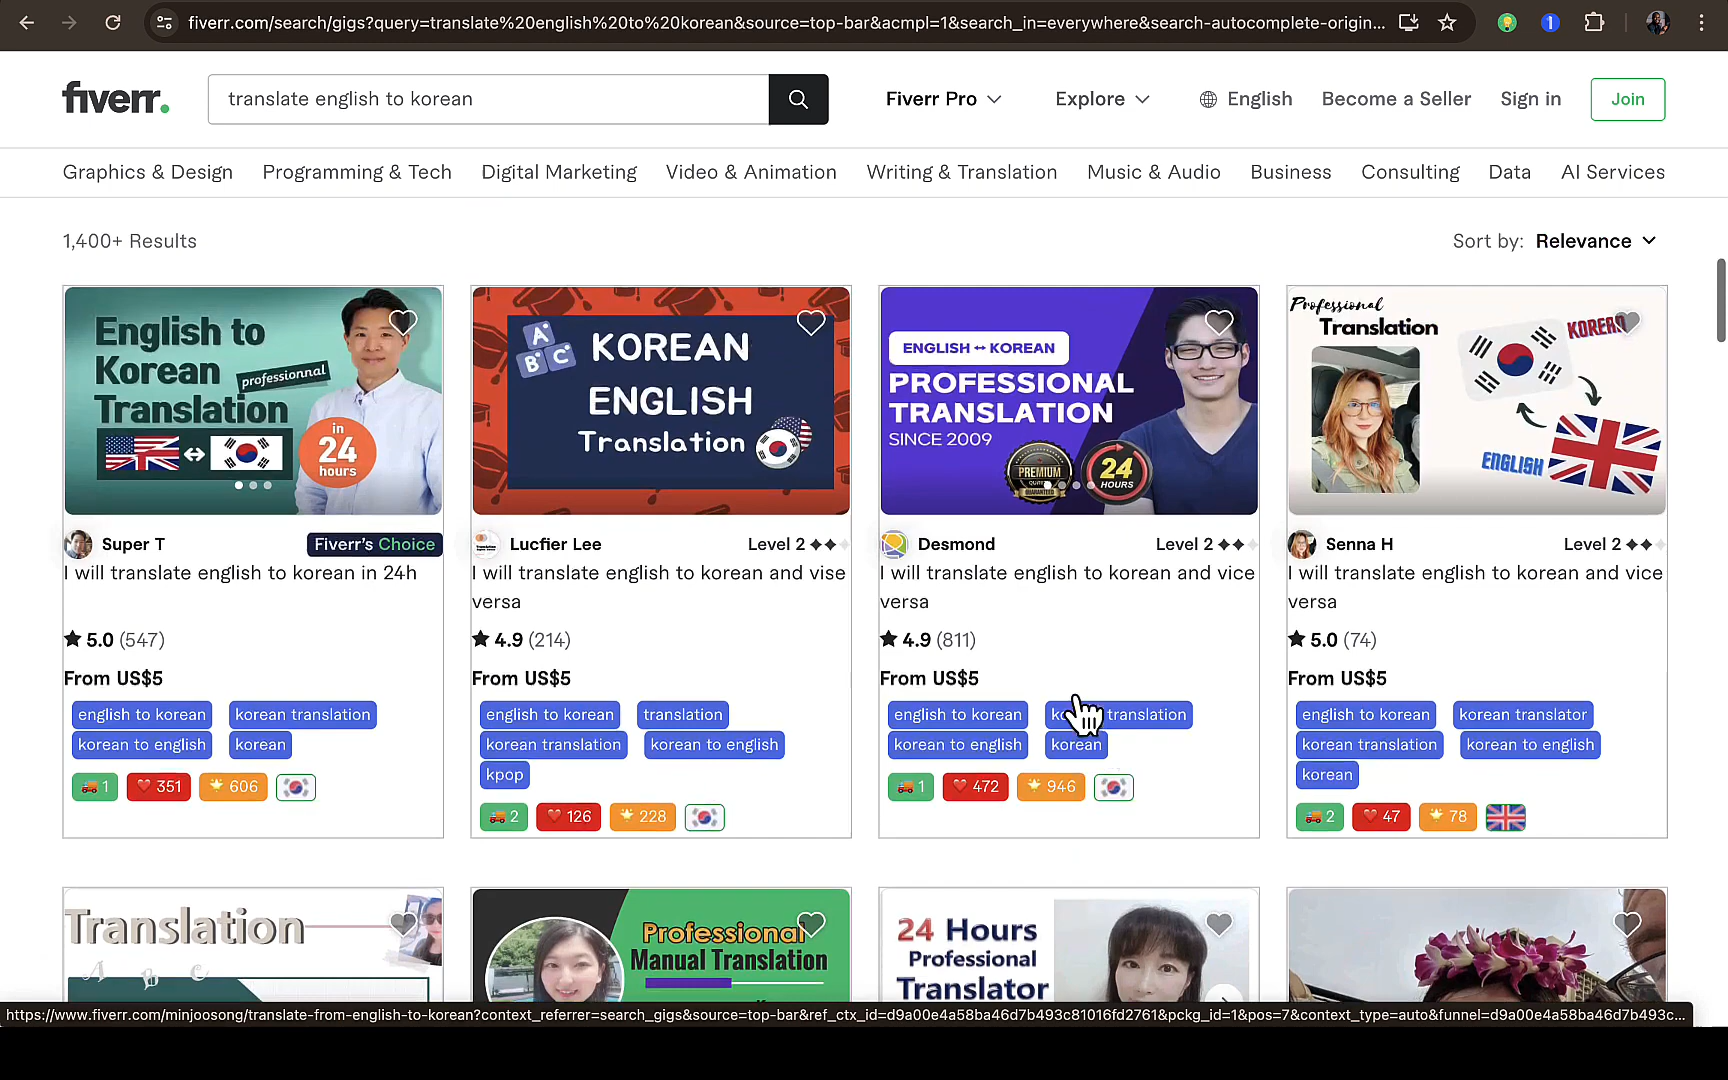 fiverr.com/search/gigs?query=translate%20english%20to%20korean&source=top-bar&acmpl=1&search_in=everywhere&search-autocomplete-origin...
1
fiverr.
translate english to korean
Fiverr Pro
Explore
English
Become a Seller
Sign in
Join
Graphics & Design
Programming & Tech
Digital Marketing
Video & Animation
Writing & Translation
Music & Audio
Business
Consulting
Data
AI Services
1,400+ Results
Sort by: Relevance
English to
Korean
professionnal
Translation
in
24
hours
Super T
Fiverr's Choice
I will translate english to korean in 24h
5.0 (547)
From US$5
english to korean
korean translation
korean to english
korean
1
351
606
A
B C
KOREAN
ENGLISH
Translation
Lucfier Lee
Level 2
I will translate english to korean and vise
versa
4.9 (214)
From US$5
english to korean
translation
korean translation
korean to english
kpop
2
126
228
ENGLISH ↔ KOREAN
PROFESSIONAL
TRANSLATION
SINCE 2009
PREMIUM
24
HOURS
Desmond
Level 2
I will translate english to korean and vice
versa
4.9 (811)
From US$5
english to korean
translation
korean to english
korean
1
472
946
Professional
Translation
KOREAN
ENGLISH
Senna H
Level 2
I will translate english to korean and vice
versa
5.0 (74)
From US$5
english to korean
korean translator
korean translation
korean to english
korean
2
47
78
Translation
A B C
Professional
Manual Translation
24 Hours
Professional
Translator
https://www.fiverr.com/minjoosong/translate-from-english-to-korean?context_referrer=search_gigs&source=top-bar&ref_ctx_id=d9a00e4a58ba46d7b493c81016fd2761&pckg_id=1&pos=7&context_type=auto&funnel=d9a00e4a58ba46d7b493c...